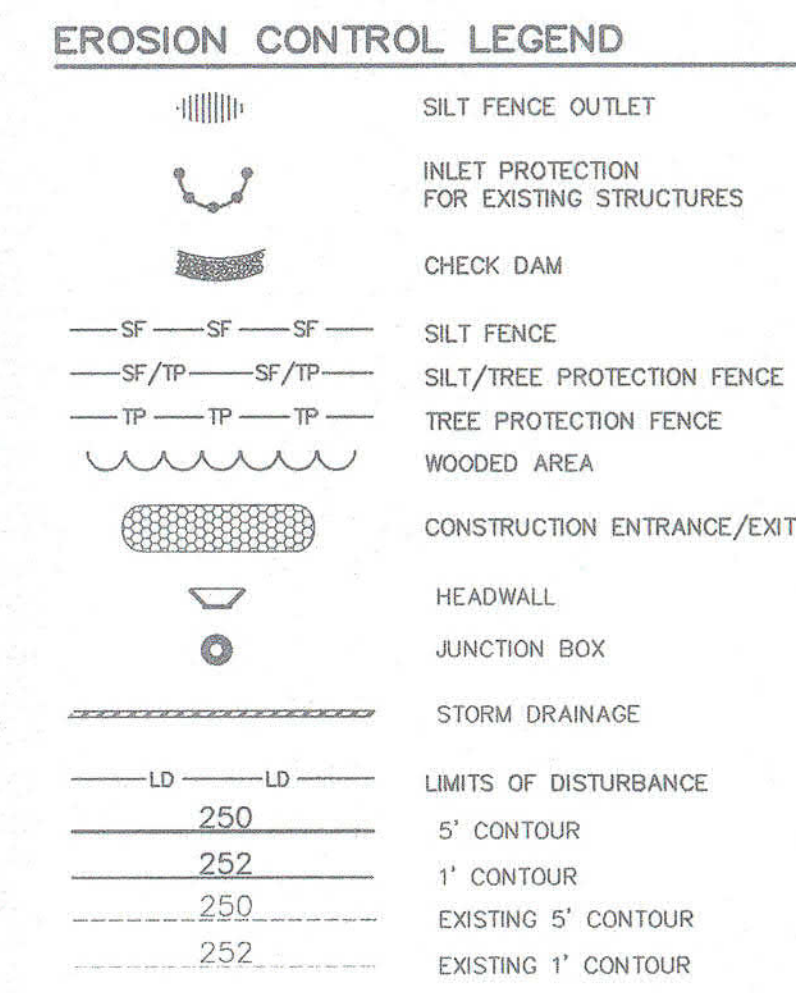 EROSION CONTROL LEGEND
SILT FENCE OUTLET
INLET PROTECTION
FOR EXISTING STRUCTURES
CHECK DAM
SF SF SF SILT FENCE
SF/TP SF/TP SILT/TREE PROTECTION FENCE
TP TP TP TREE PROTECTION FENCE
WOODED AREA
CONSTRUCTION ENTRANCE/EXIT
HEADWALL
JUNCTION BOX
STORM DRAINAGE
LD LD LIMITS OF DISTURBANCE
250 5' CONTOUR
252 1' CONTOUR
250 EXISTING 5' CONTOUR
252 EXISTING 1' CONTOUR